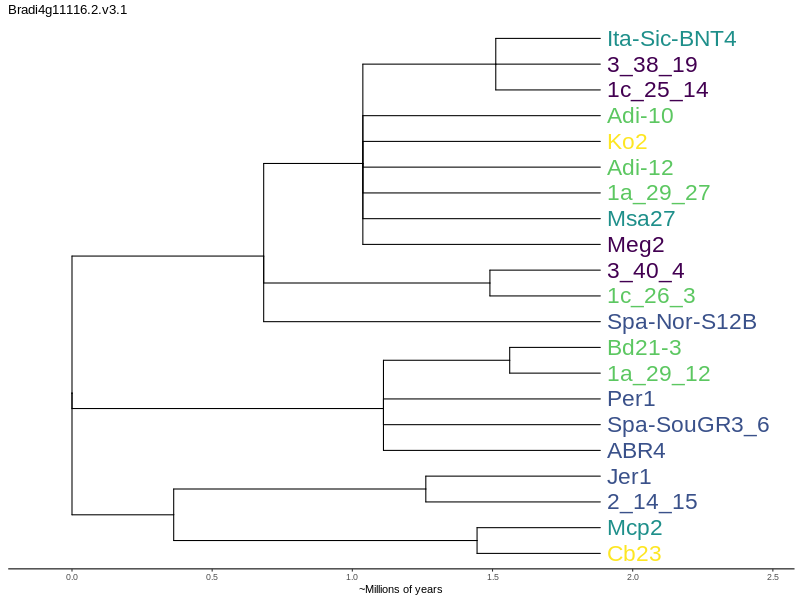 Bradi4g11116.2.v3.1
Ita-Sic-BNT4
3_38_19
1c_25_14
Adi-10
Ko2
Adi-12
1a_29_27
Msa27
Meg2
3_40_4
1c_26_3
Spa-Nor-S12B
Bd21-3
1a_29_12
Per1
Spa-SouGR3_6
ABR4
Jer1
2_14_15
Mcp2
Cb23
0.0 0.5 1.0 1.5 2.0 2.5
~Millions of years